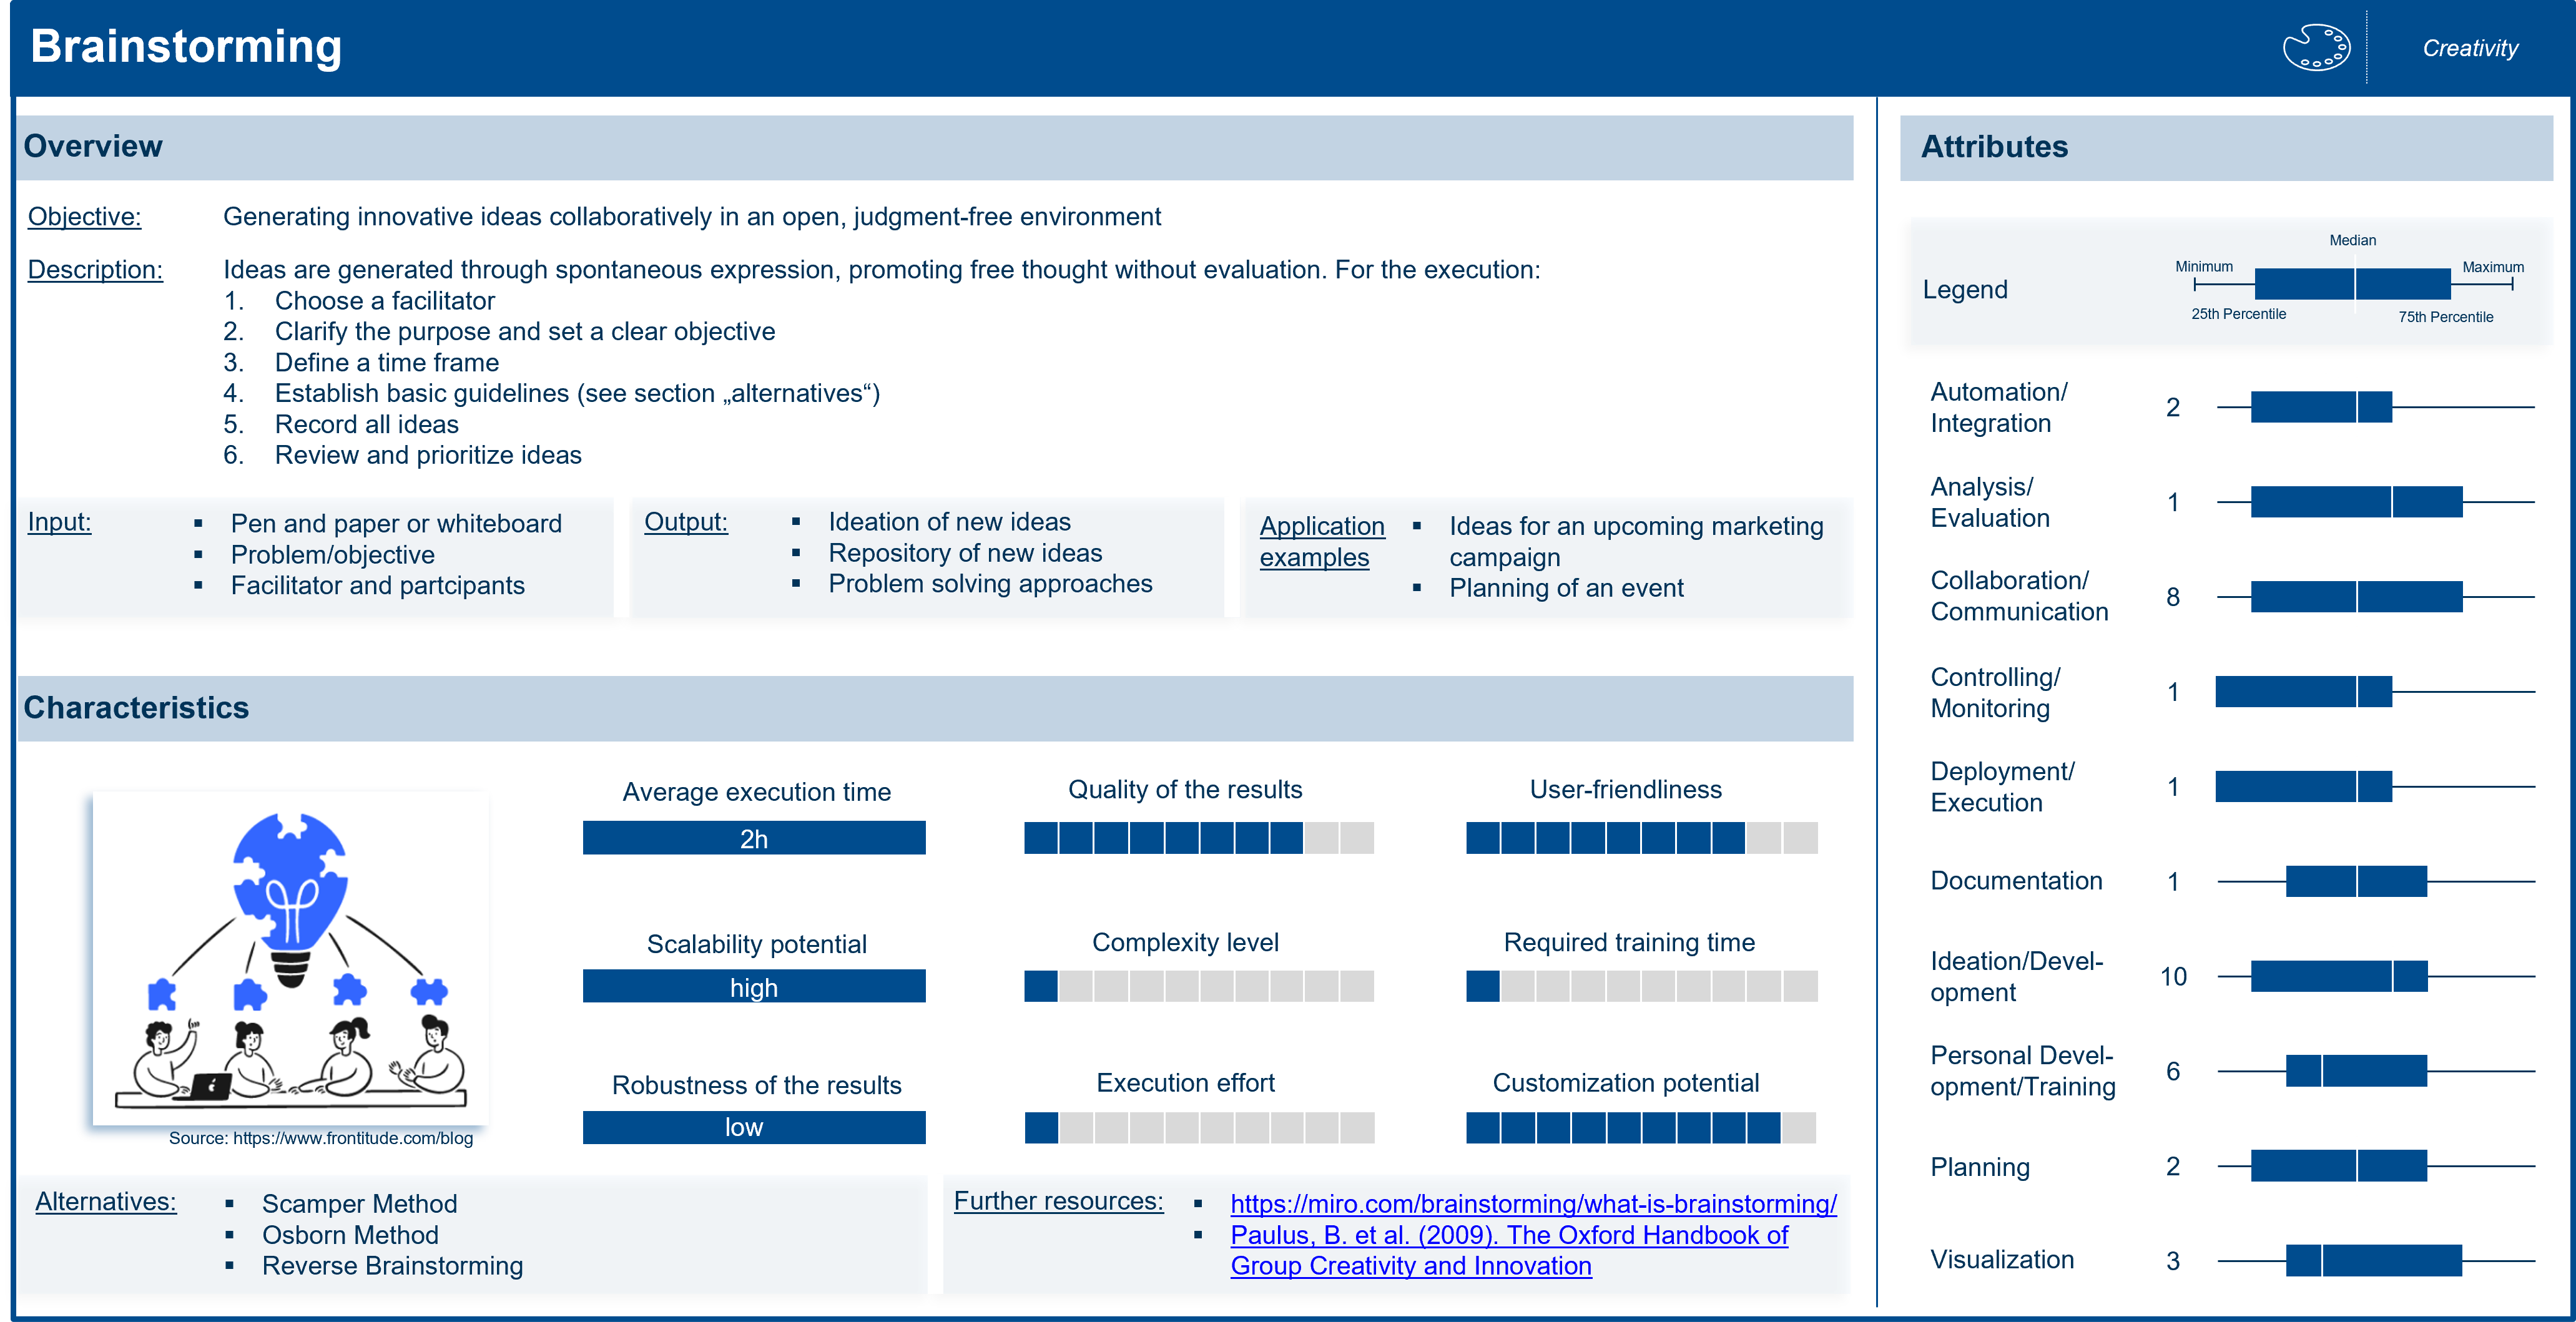 Brainstorming
Creativity
Overview
Objective:
Generating innovative ideas collaboratively in an open, judgment-free environment
Description:
Ideas are generated through spontaneous expression, promoting free thought without evaluation. For the execution:
1. Choose a facilitator
2. Clarify the purpose and set a clear objective
3. Define a time frame
4. Establish basic guidelines (see section „alternatives“)
5. Record all ideas
6. Review and prioritize ideas
Input:
▪ Pen and paper or whiteboard
▪ Problem/objective
▪ Facilitator and partcipants
Output:
▪ Ideation of new ideas
▪ Repository of new ideas
▪ Problem solving approaches
Application
examples
▪ Ideas for an upcoming marketing
campaign
▪ Planning of an event
Characteristics
Average execution time
2h
Quality of the results
User-friendliness
Scalability potential
high
Complexity level
Required training time
Robustness of the results
low
Execution effort
Customization potential
Source: https://www.frontitude.com/blog
Alternatives:
▪ Scamper Method
▪ Osborn Method
▪ Reverse Brainstorming
Further resources:
▪ https://miro.com/brainstorming/what-is-brainstorming/
▪ Paulus, B. et al. (2009). The Oxford Handbook of
Group Creativity and Innovation
Attributes
Legend
Median
Minimum
Maximum
25th Percentile
75th Percentile
Automation/
Integration
2
Analysis/
Evaluation
1
Collaboration/
Communication
8
Controlling/
Monitoring
1
Deployment/
Execution
1
Documentation
1
Ideation/Devel-
opment
10
Personal Devel-
opment/Training
6
Planning
2
Visualization
3